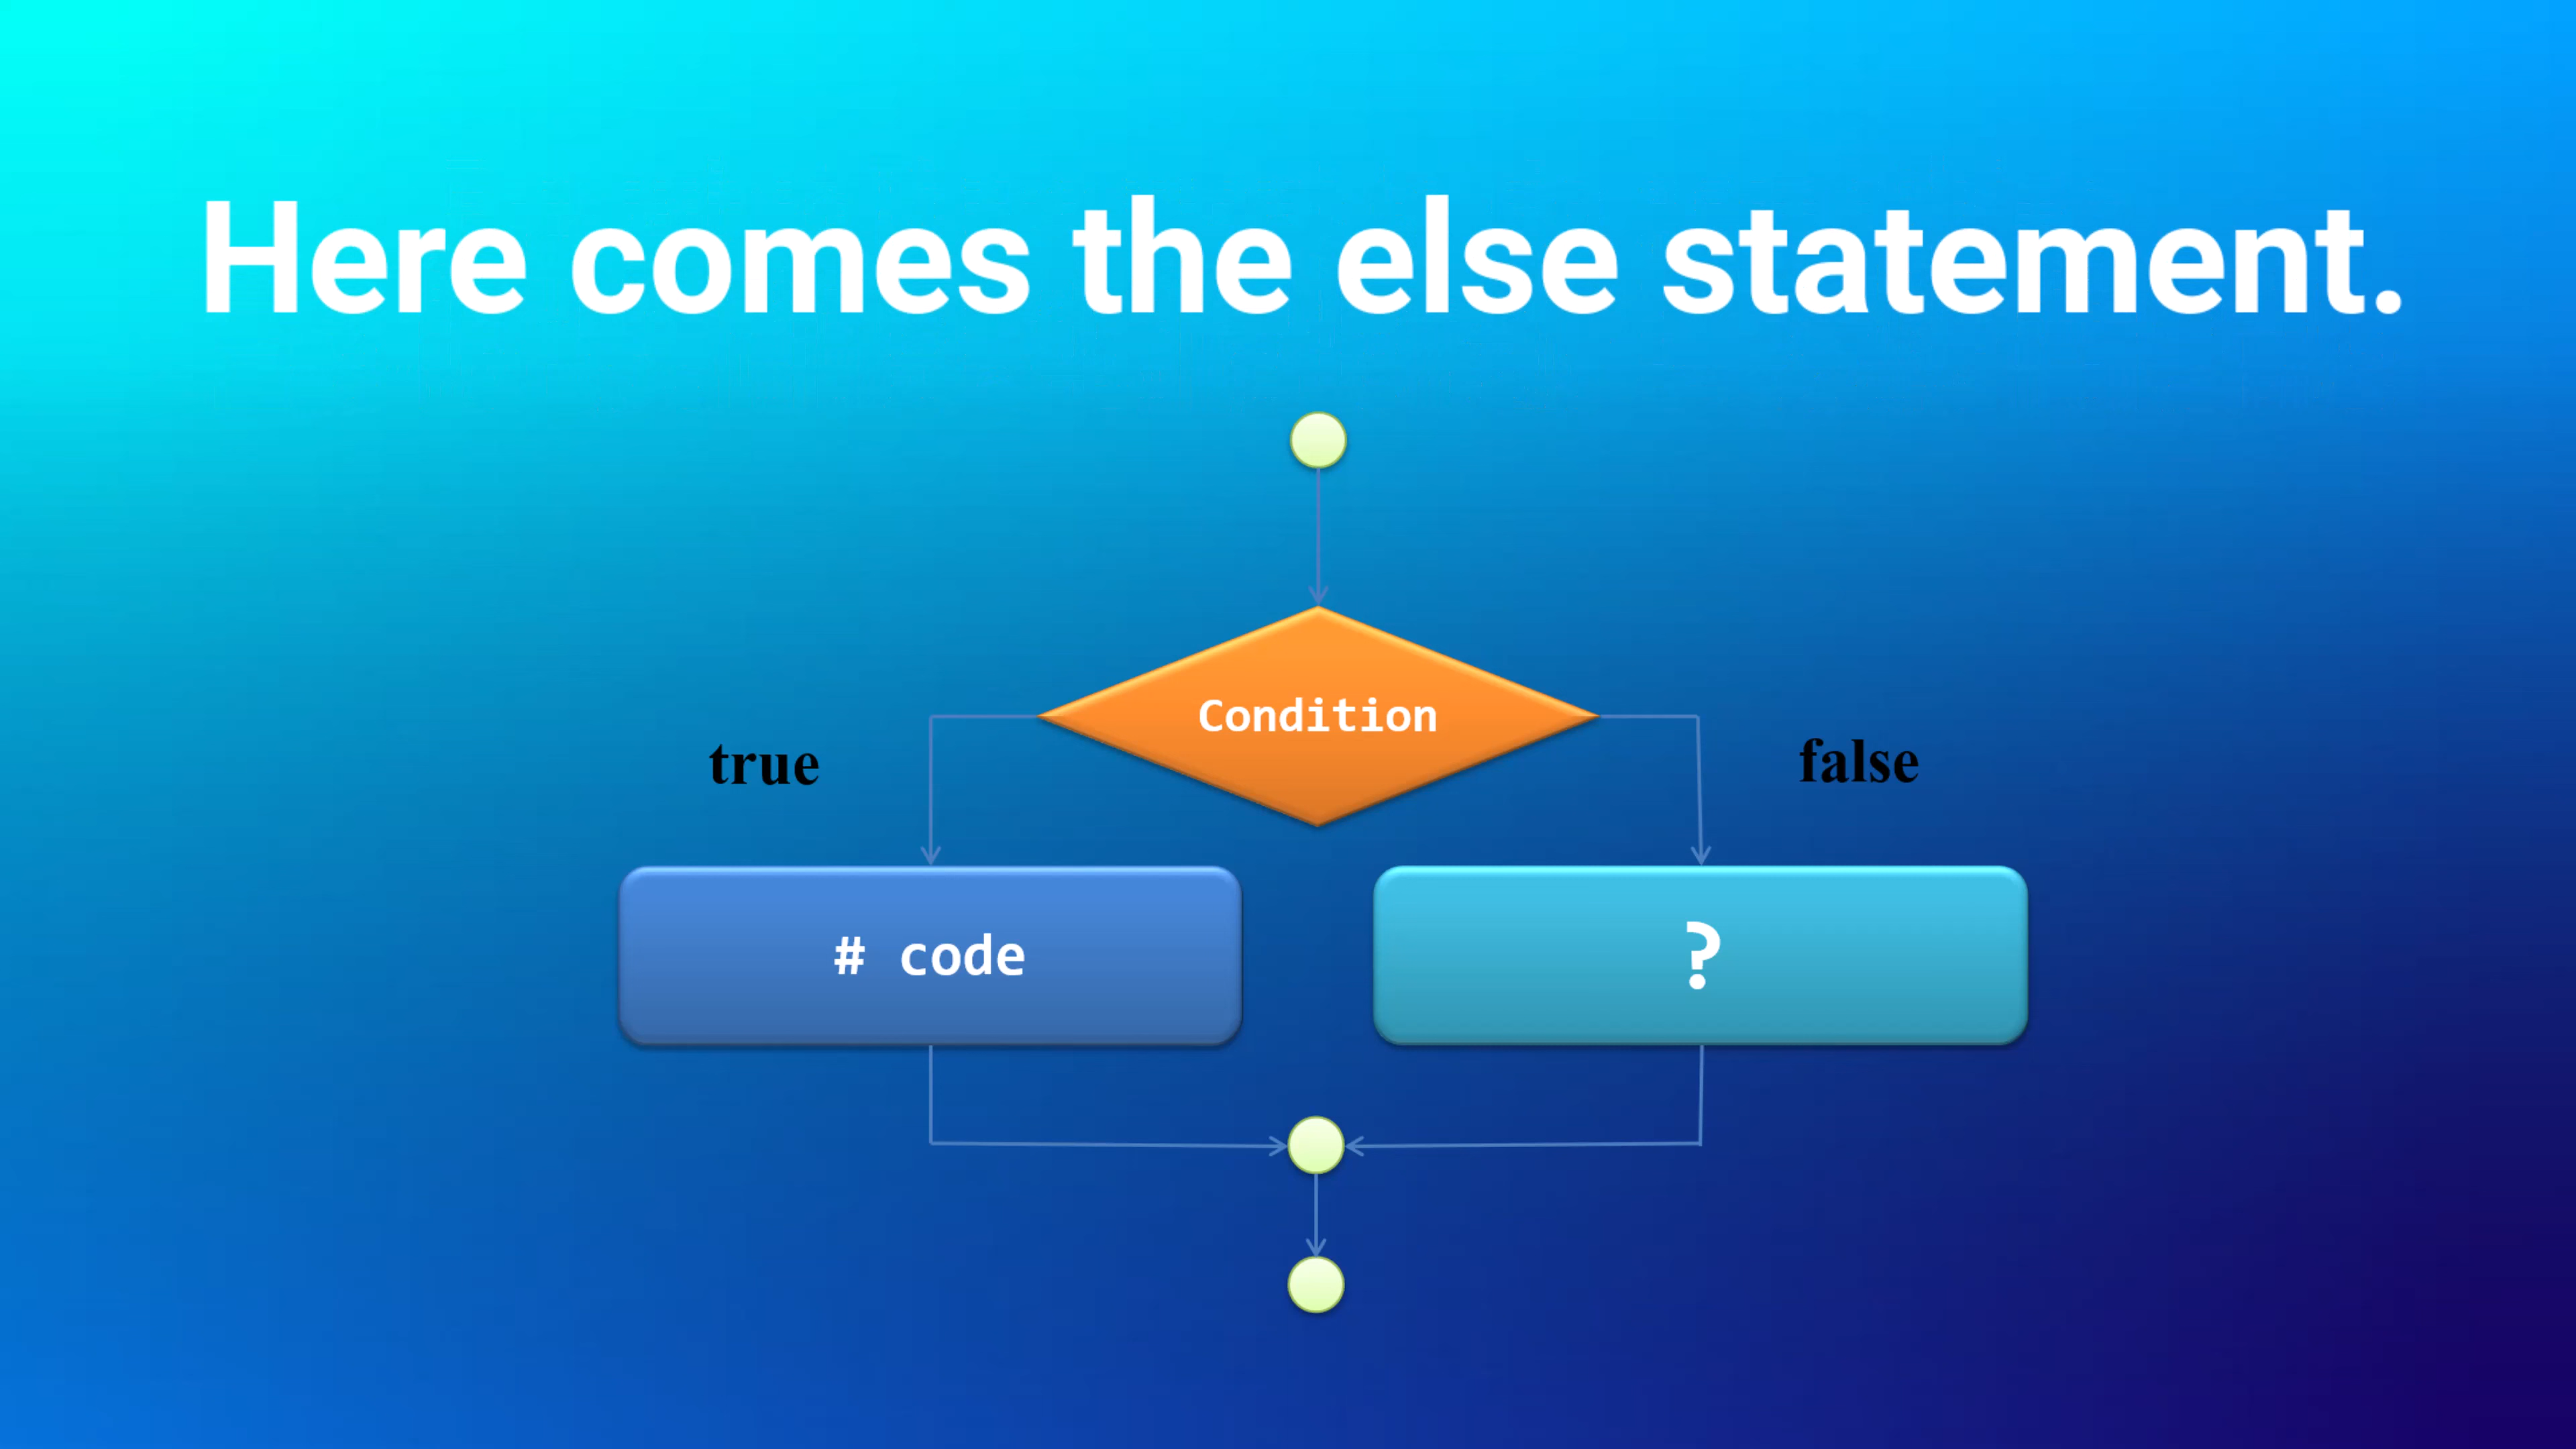 Here comes the else statement.
Condition
true
false
# code
?